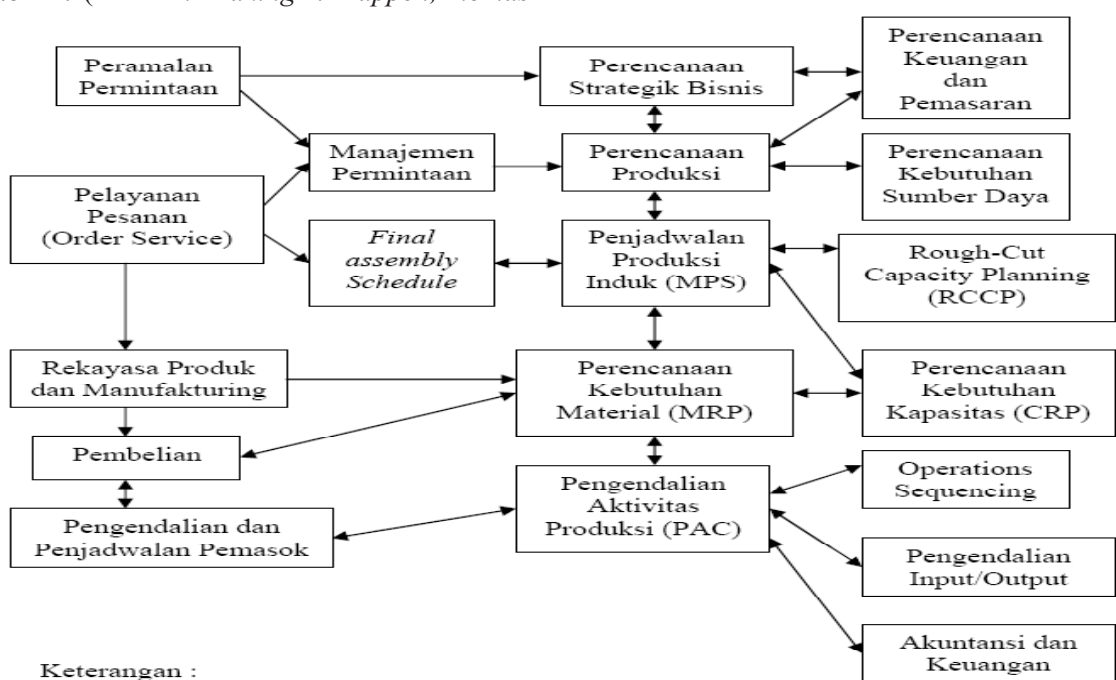 Peramalan
Permintaan
Perencanaan
Strategik Bisnis
Perencanaan
Keuangan
dan
Pemasaran
Manajemen
Permintaan
Perencanaan
Produksi
Perencanaan
Kebutuhan
Sumber Daya
Pelayanan
Pesanan
(Order Service)
Final
assembly
Schedule
Penjadwalan
Produksi
Induk (MPS)
Rough-Cut
Capacity Planning
(RCCP)
Rekayasa Produk
dan Manufakturing
Perencanaan
Kebutuhan
Material (MRP)
Perencanaan
Kebutuhan
Kapasitas (CRP)
Pembelian
Pengendalian
Aktivitas
Produksi (PAC)
Operations
Sequencing
Pengendalian dan
Penjadwalan Pemasok
Pengendalian
Input/Output
Akuntansi dan
Keuangan
Keterangan :